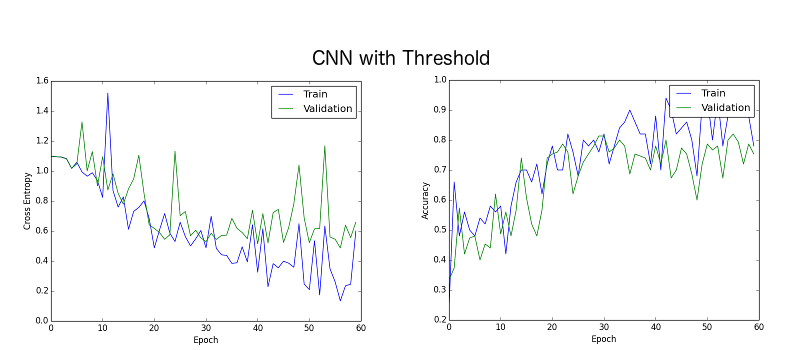 CNN with Threshold
1.6
1.4
1.2
1.0
0.8
0.6
0.4
0.2
0.0
Cross Entropy
0 10 20 30 40 50 60
Epoch
Train
Validation
1.0
0.9
0.8
0.7
0.6
0.5
0.4
0.3
0.2
Accuracy
0 10 20 30 40 50 60
Epoch
Train
Validation